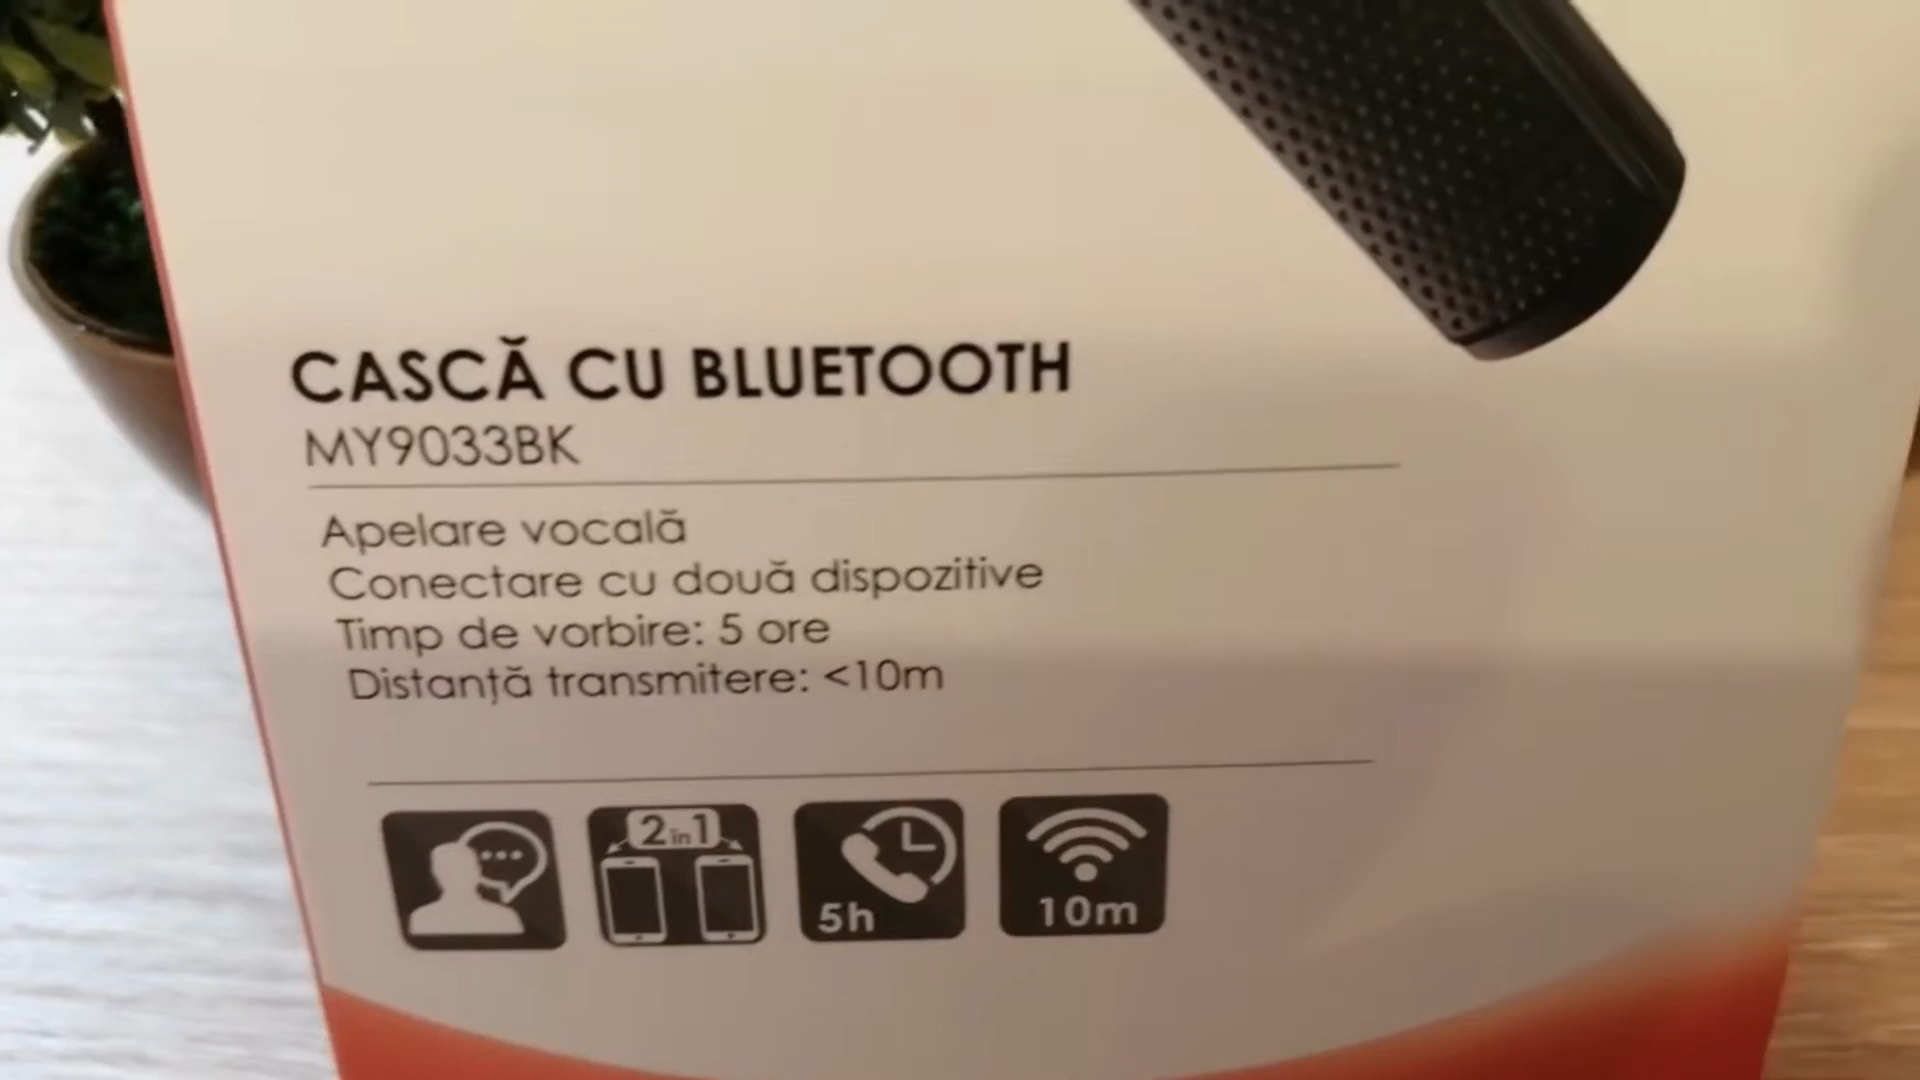 CASCĂ CU BLUETOOTH
MY9033BK
Apelare vocală
Conectare cu două dispozitive
Timp de vorbire: 5 ore
Distanță transmitere: <10m
2în1
5h
10m